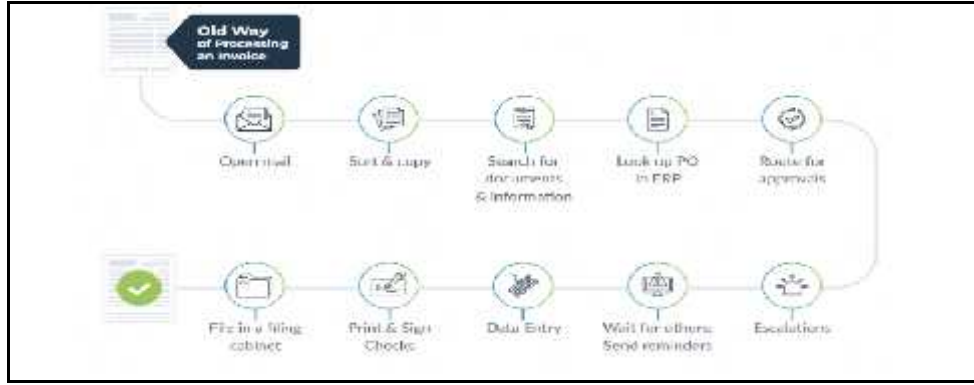 Old Way
of Processing
an Invoice
Open mail
Sort & copy
Search for
documents
& Information
Look up PO
in ERP
Route for
approvals
File in a filing
cabinet
Print & Sign
Checks
Data Entry
Wait for others
Send reminders
Escalations